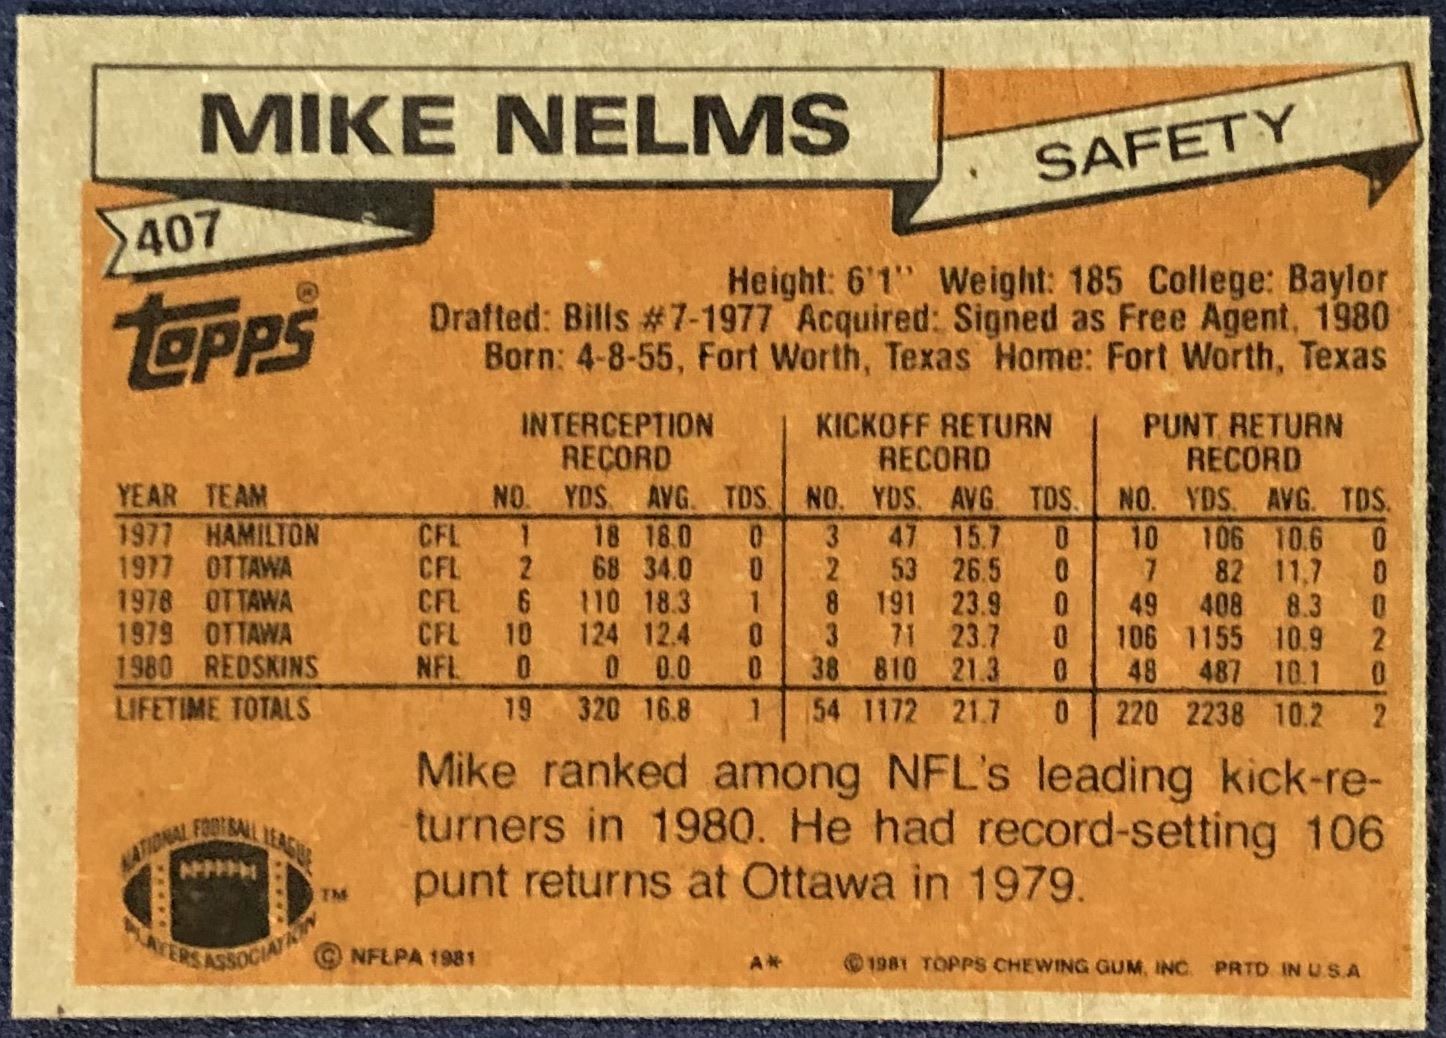 MIKE NELMS
SAFETY
407
TOPPS®
Height: 6'1'' Weight: 185 College: Baylor
Drafted: Bills #7-1977 Acquired: Signed as Free Agent, 1980
Born: 4-8-55, Fort Worth, Texas Home: Fort Worth, Texas
INTERCEPTION RECORD KICKOFF RETURN RECORD PUNT RETURN RECORD
YEAR TEAM NO. YDS. AVG. TDS. NO. YDS. AVG. TDS. NO. YDS. AVG. TDS.
1977 HAMILTON CFL 1 18 18.0 0 3 47 15.7 0 10 106 10.6 0
1977 OTTAWA CFL 2 68 34.0 0 2 53 26.5 0 7 82 11.7 0
1978 OTTAWA CFL 6 110 18.3 1 8 191 23.9 0 49 408 8.3 0
1979 OTTAWA CFL 10 124 12.4 0 3 71 23.7 0 106 1155 10.9 2
1980 REDSKINS NFL 0 0 0.0 0 38 810 21.3 0 48 487 10.1 0
LIFETIME TOTALS 19 320 16.8 1 54 1172 21.7 0 220 2238 10.2 2
Mike ranked among NFL's leading kick-re-
turners in 1980. He had record-setting 106
punt returns at Ottawa in 1979.
NATIONAL FOOTBALL LEAGUE
PLAYERS ASSOCIATION
TM
© NFLPA 1981
A*
© 1981 TOPPS CHEWING GUM, INC. PRTD. IN U.S.A